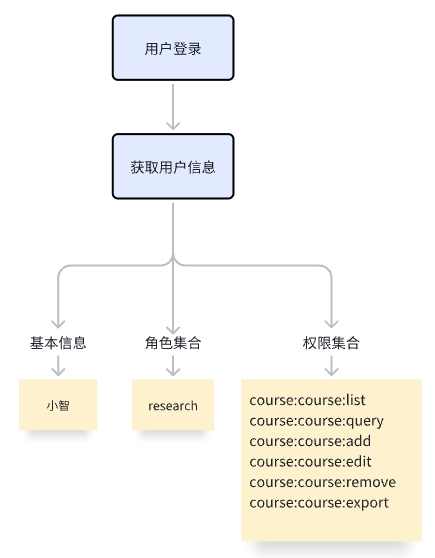 用户登录
获取用户信息
基本信息
角色集合
权限集合
小智
research
course:course:list
course:course:query
course:course:add
course:course:edit
course:course:remove
course:course:export